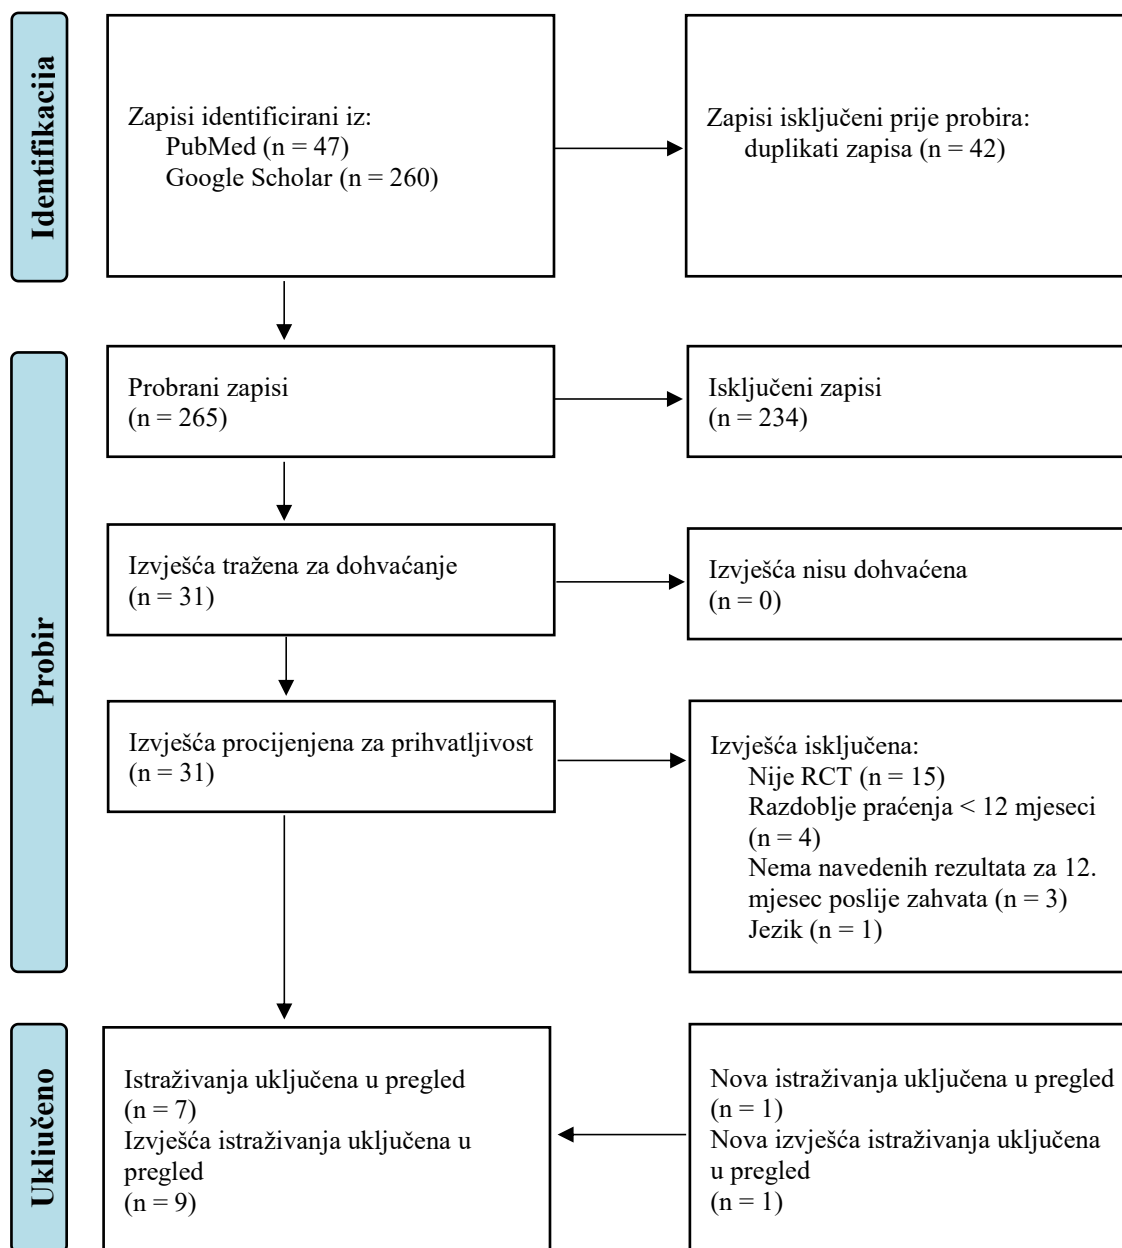 Identifikacija
Zapisi identificirani iz:
PubMed (n = 47)
Google Scholar (n = 260)
Zapisi isključeni prije probira:
duplikati zapisa (n = 42)
Probir
Probrani zapisi
(n = 265)
Isključeni zapisi
(n = 234)
Izvješća tražena za dohvaćanje
(n = 31)
Izvješća nisu dohvaćena
(n = 0)
Izvješća procijenjena za prihvatljivost
(n = 31)
Izvješća isključena:
Nije RCT (n = 15)
Razdoblje praćenja < 12 mjeseci
(n = 4)
Nema navedenih rezultata za 12.
mjesec poslije zahvata (n = 3)
Jezik (n = 1)
Uključeno
Istraživanja uključena u pregled
(n = 7)
Izvješća istraživanja uključena u
pregled
(n = 9)
Nova istraživanja uključena u pregled
(n = 1)
Nova izvješća istraživanja uključena
u pregled
(n = 1)